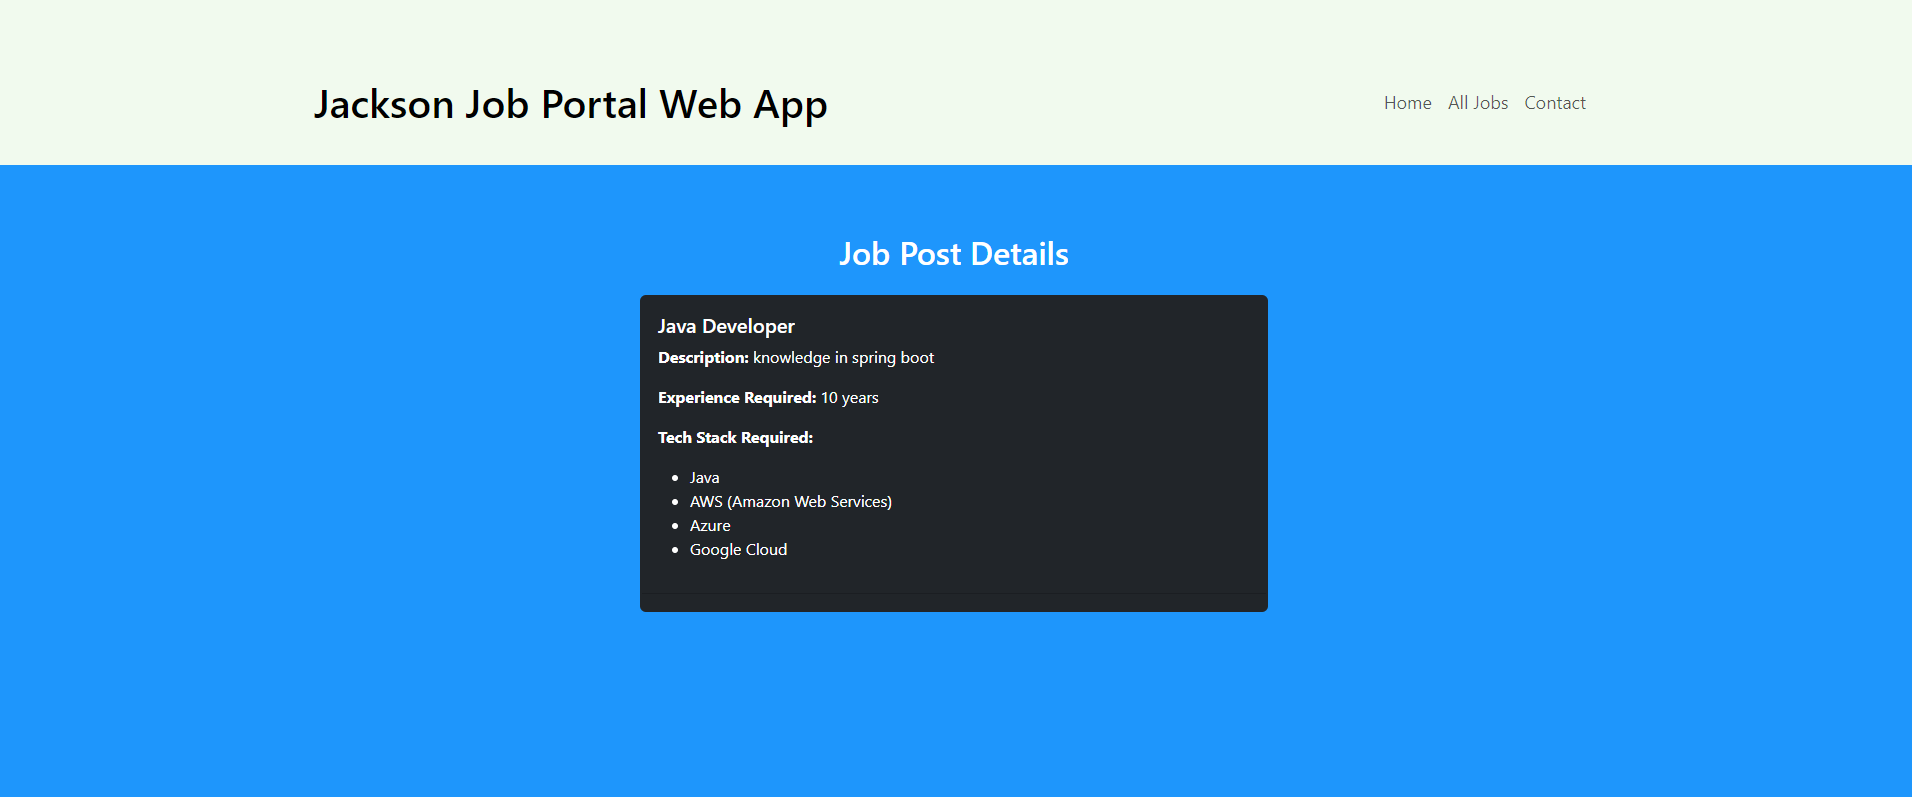 Jackson Job Portal Web App
Home All Jobs Contact
Job Post Details
Java Developer
Description: knowledge in spring boot
Experience Required: 10 years
Tech Stack Required:
Java
AWS (Amazon Web Services)
Azure
Google Cloud